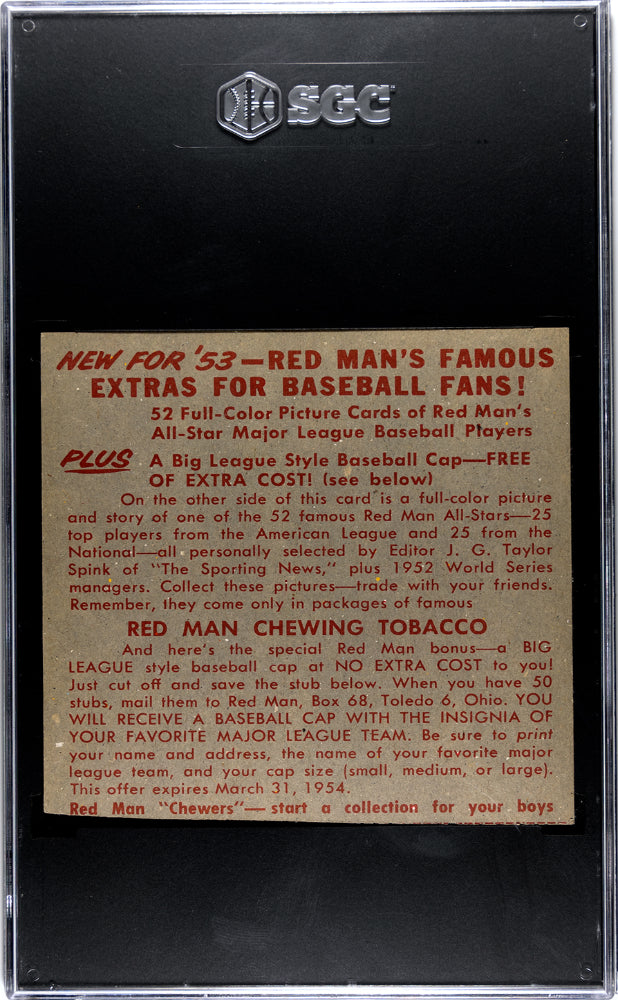 SGC
NEW FOR '53—RED MAN'S FAMOUS
EXTRAS FOR BASEBALL FANS!
52 Full-Color Picture Cards of Red Man's
All-Star Major League Baseball Players
PLUS A Big League Style Baseball Cap—FREE
OF EXTRA COST! (see below)
On the other side of this card is a full-color picture
and story of one of the 52 famous Red Man All-Stars—25
top players from the American League and 25 from the
National—all personally selected by Editor J. G. Taylor
Spink of "The Sporting News," plus 1952 World Series
managers. Collect these pictures—trade with your friends.
Remember, they come only in packages of famous
RED MAN CHEWING TOBACCO
And here's the special Red Man bonus—a BIG
LEAGUE style baseball cap at NO EXTRA COST to you!
Just cut off and save the stub below. When you have 50
stubs, mail them to Red Man, Box 68, Toledo 6, Ohio. YOU
WILL RECEIVE A BASEBALL CAP WITH THE INSIGNIA OF
YOUR FAVORITE MAJOR LEAGUE TEAM. Be sure to print
your name and address, the name of your favorite major
league team, and your cap size (small, medium, or large).
This offer expires March 31, 1954.
Red Man "Chewers"—start a collection for your boys